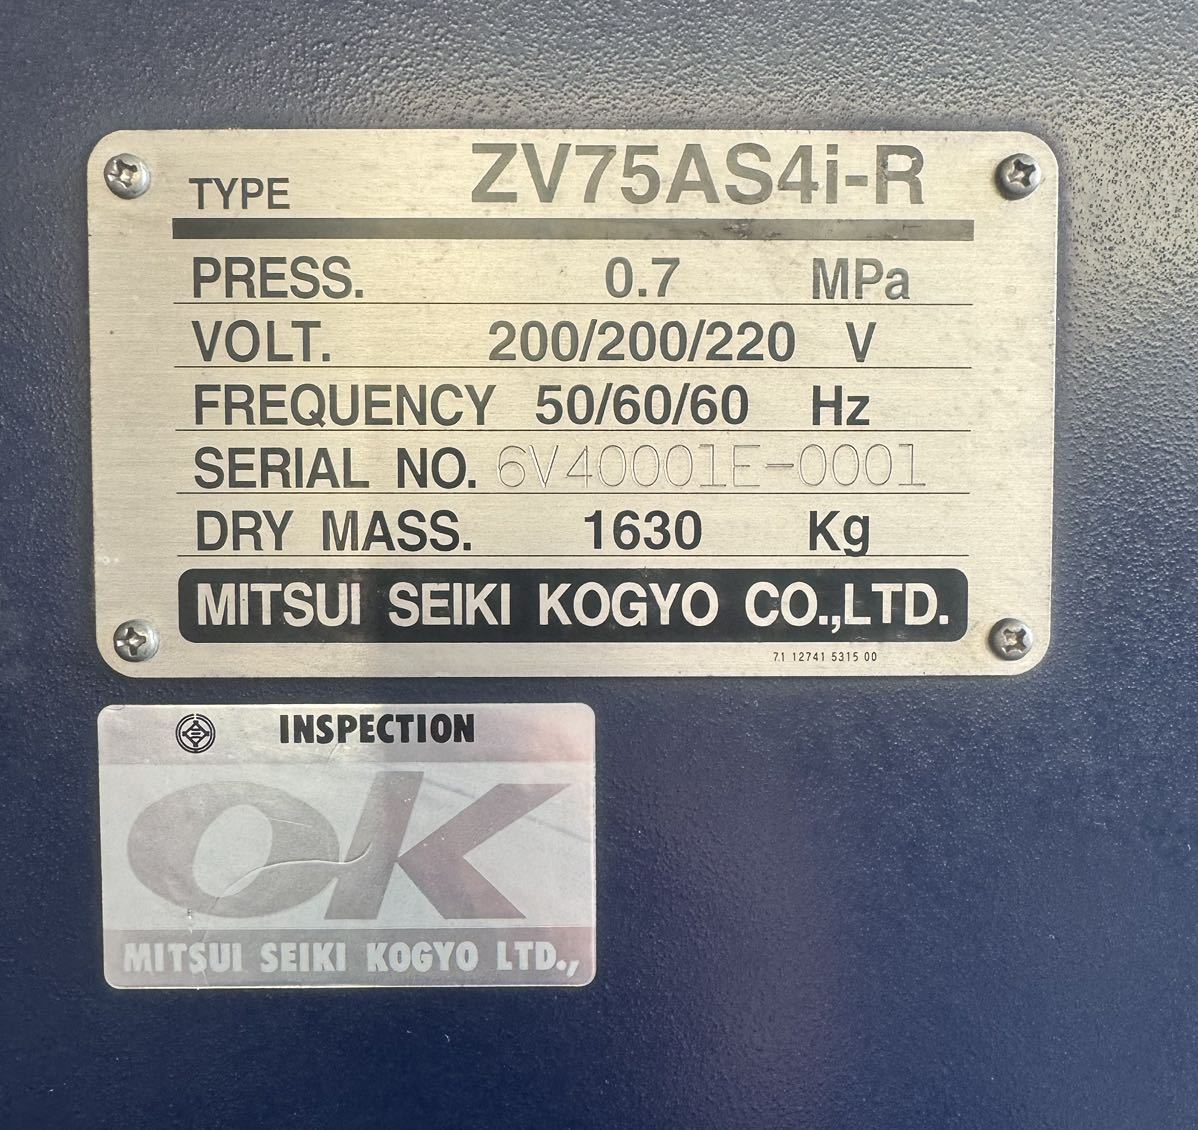 TYPE ZV75AS4i-R
PRESS. 0.7 MPa
VOLT. 200/200/220 V
FREQUENCY 50/60/60 Hz
SERIAL NO. 6V40001E-0001
DRY MASS. 1630 Kg
MITSUI SEIKI KOGYO CO.,LTD.
71 12741 5315 00
INSPECTION
OK
MITSUI SEIKI KOGYO LTD.,